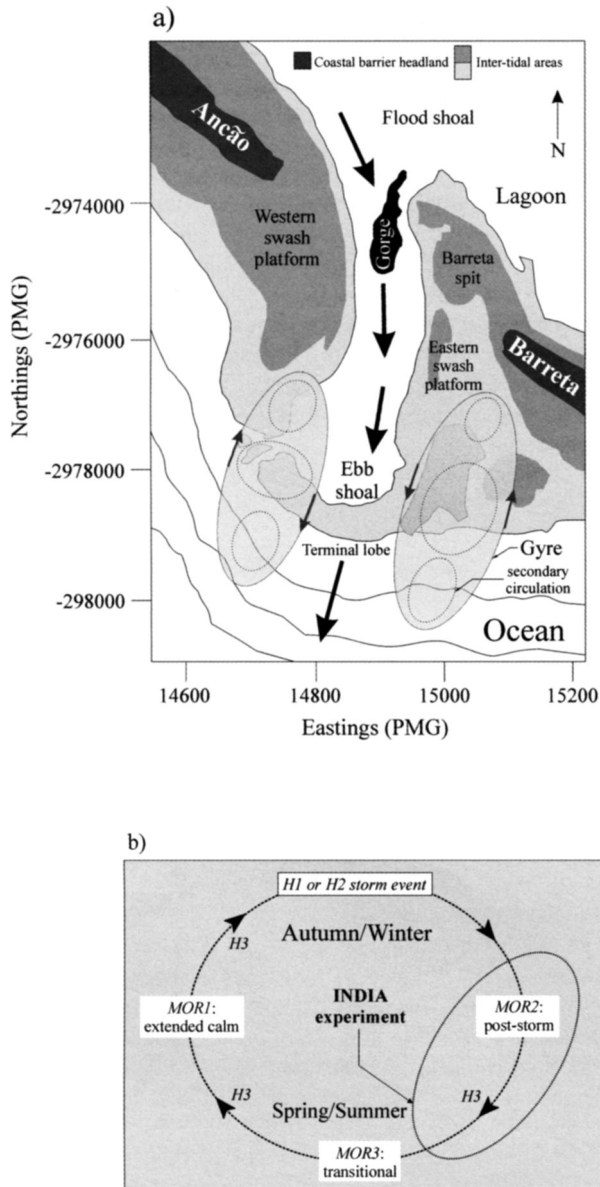 a)
Coastal barrier headland
Inter-tidal areas
Flood shoal
N
Ancão
Lagoon
-2974000
Western
swash
platform
Gorge
Barreta
spit
Northings (PMG)
-2976000
Eastern
swash
platform
Barreta
-2978000
Ebb
shoal
Terminal lobe
Gyre
secondary
circulation
-298000
Ocean
14600
14800
15000
15200
Eastings (PMG)
b)
H1 or H2 storm event
H3
Autumn/Winter
MOR1:
extended calm
INDIA
experiment
MOR2:
post-storm
H3
Spring/Summer
H3
MOR3:
transitional